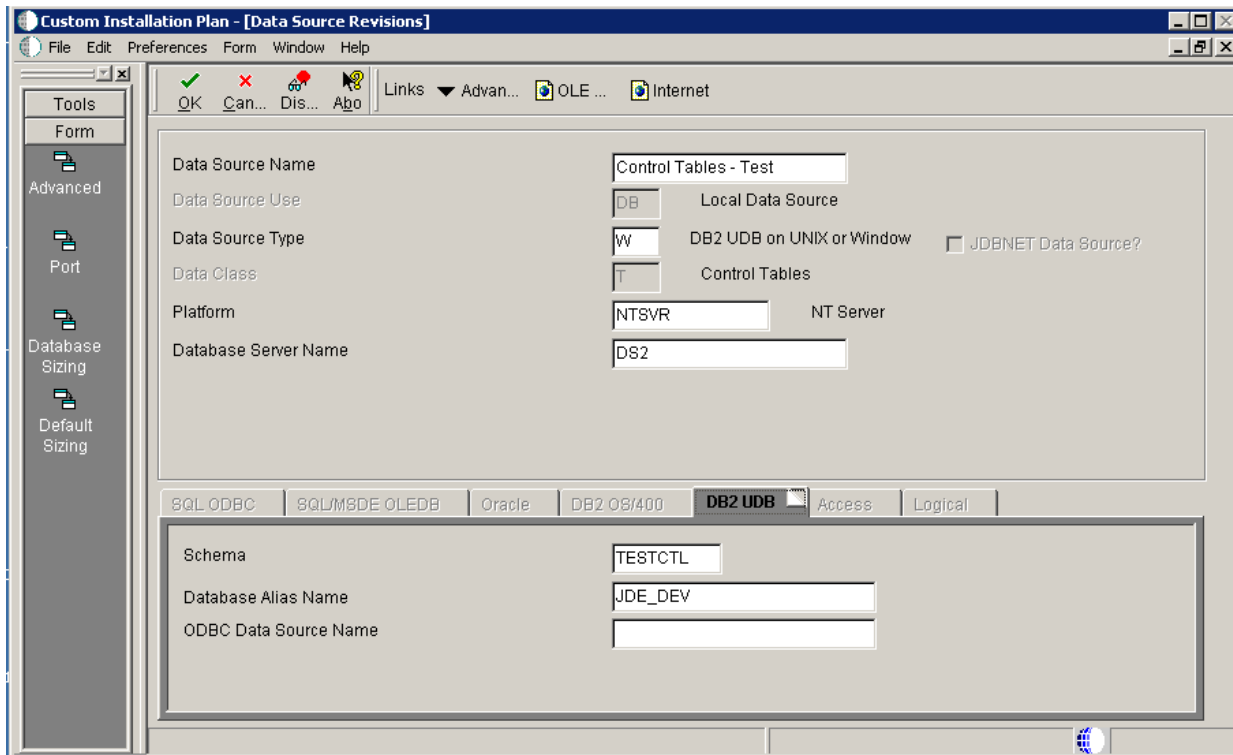 Custom Installation Plan - [Data Source Revisions]
File Edit Preferences Form Window Help
Tools
Form
Advanced
Port
Database
Sizing
Default
Sizing
OK Can... Dis... Abo Links Advan... OLE ... Internet
Data Source Name Control Tables - Test
Data Source Use DB Local Data Source
Data Source Type W DB2 UDB on UNIX or Window JDBNET Data Source?
Data Class T Control Tables
Platform NTSVR NT Server
Database Server Name DS2
SQL ODBC SQL/MSDE OLEDB Oracle DB2 OS/400 DB2 UDB Access Logical
Schema TESTCTL
Database Alias Name JDE_DEV
ODBC Data Source Name